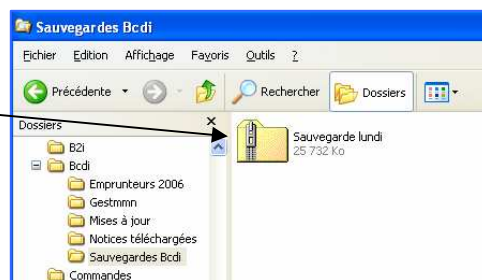 Sauvegardes Bcdi
Fichier Edition Affichage Favoris Outils ?
Précédente Rechercher Dossiers
Dossiers
Sauvegarde lundi
25 732 Ko
B2i
Bcdi
Emprunteurs 2006
Gestmmn
Mises à jour
Notices téléchargées
Sauvegardes Bcdi
Commandes